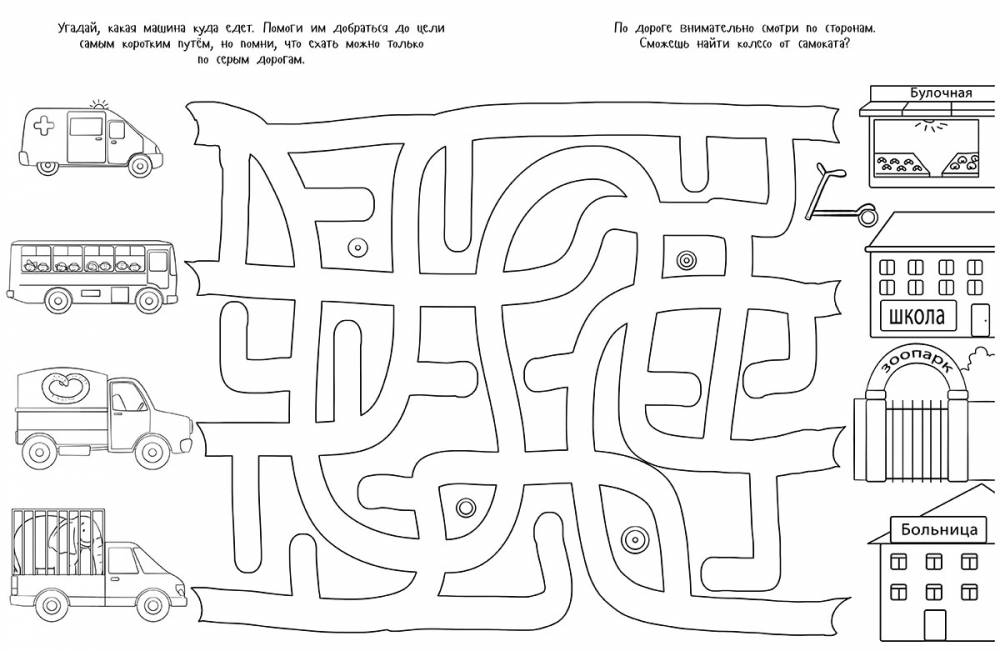 Угадай, какая машина куда едет. Помоги им добраться до цели
самым коротким путём, но помни, что ехать можно только
по серым дорогам.
По дороге внимательно смотри по сторонам.
Сможешь найти колесо от самоката?
Булочная
школа
зоопарк
Больница